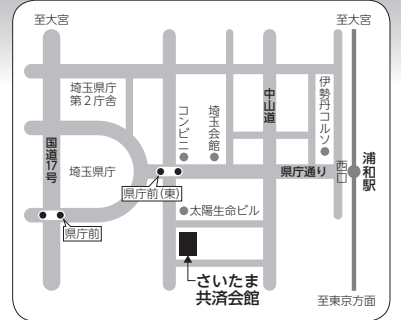 至大宮
至大宮
埼玉県庁
第2庁舎
コンビニ
埼玉会館
中山道
伊勢丹コルソ
国道17号
埼玉県庁
県庁通り
西口
浦和駅
県庁前(東)
太陽生命ビル
県庁前
さいたま
共済会館
至東京方面